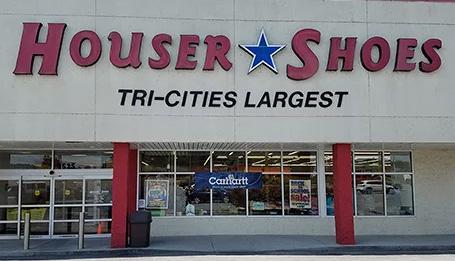 HOUSER SHOES
TRI-CITIES LARGEST
Carhartt
sale!